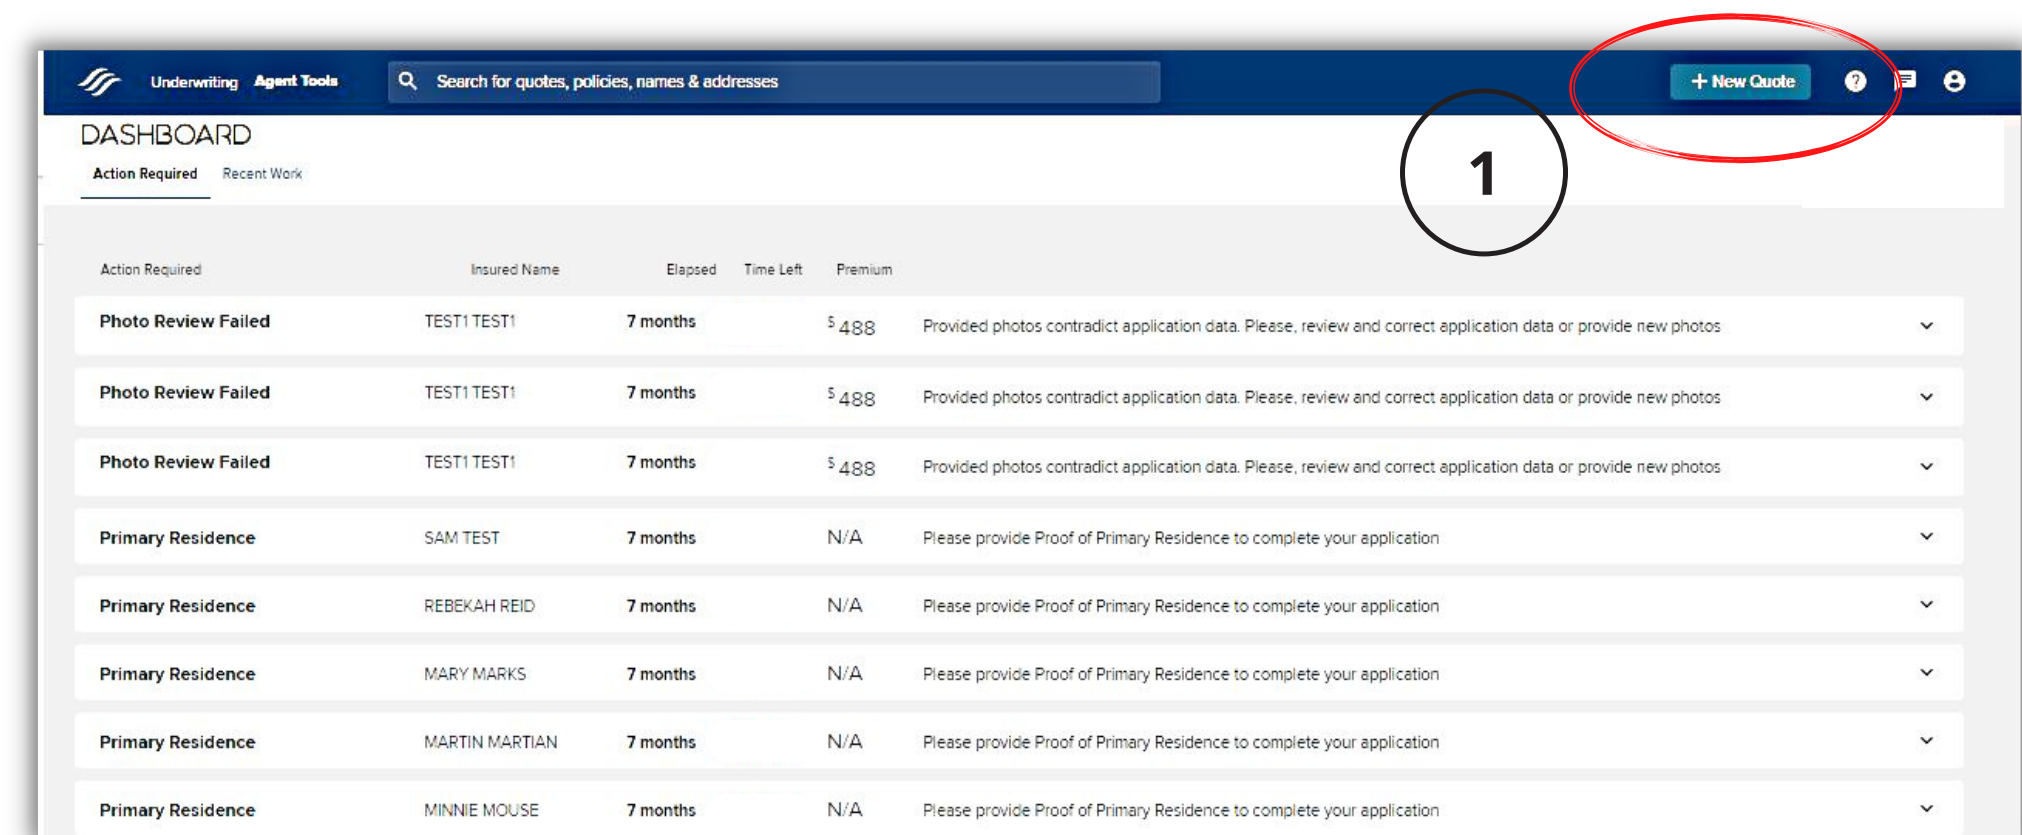 Underwriting Agent Tools Search for quotes, policies, names & addresses + New Quote ?
DASHBOARD
1
Action Required Recent Work
Action Required Insured Name Elapsed Time Left Premium
Photo Review Failed TEST1 TEST1 7 months $ 488 Provided photos contradict application data. Please, review and correct application data or provide new photos
Photo Review Failed TEST1 TEST1 7 months $ 488 Provided photos contradict application data. Please, review and correct application data or provide new photos
Photo Review Failed TEST1 TEST1 7 months $ 488 Provided photos contradict application data. Please, review and correct application data or provide new photos
Primary Residence SAM TEST 7 months N/A Please provide Proof of Primary Residence to complete your application
Primary Residence REBEKAH REID 7 months N/A Please provide Proof of Primary Residence to complete your application
Primary Residence MARY MARKS 7 months N/A Please provide Proof of Primary Residence to complete your application
Primary Residence MARTIN MARTIAN 7 months N/A Please provide Proof of Primary Residence to complete your application
Primary Residence MINNIE MOUSE 7 months N/A Please provide Proof of Primary Residence to complete your application